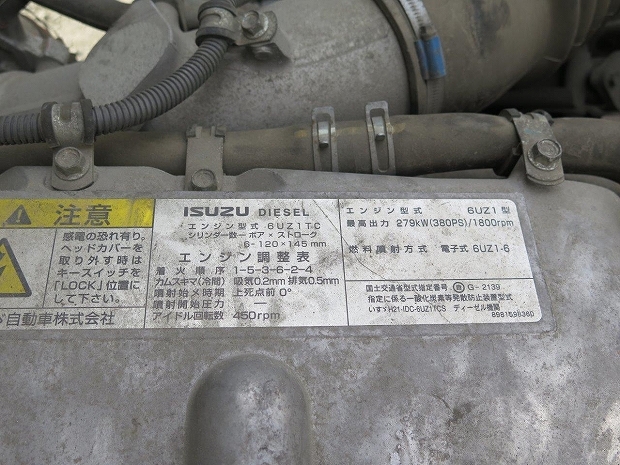 注意
感電の恐れ有り。
ヘッドカバーを
取り外す時は
キースイッチを
「LOCK」位置に
して下さい。
自動車株式会社
ISUZU DIESEL
エンジン型式 6UZ1TC
シリンダ数－ボア×ストローク
6-120×145mm
エンジン調整表
着火順序 1-5-3-6-2-4
カムスキマ(冷間) 吸気0.2mm 排気0.5mm
噴射始メ時期 上死点前 0°
噴射開始圧力 －
アイドル回転数 450rpm
エンジン型式 6UZ1型
最高出力 279kW(380PS)/1800rpm
燃料噴射方式 電子式 6UZ1-6
国土交通省型式指定番号 G-2139
指定に係る一酸化炭素等発散防止装置型式
いすゞH21-IDC-6UZ1TCS ディーゼル機関